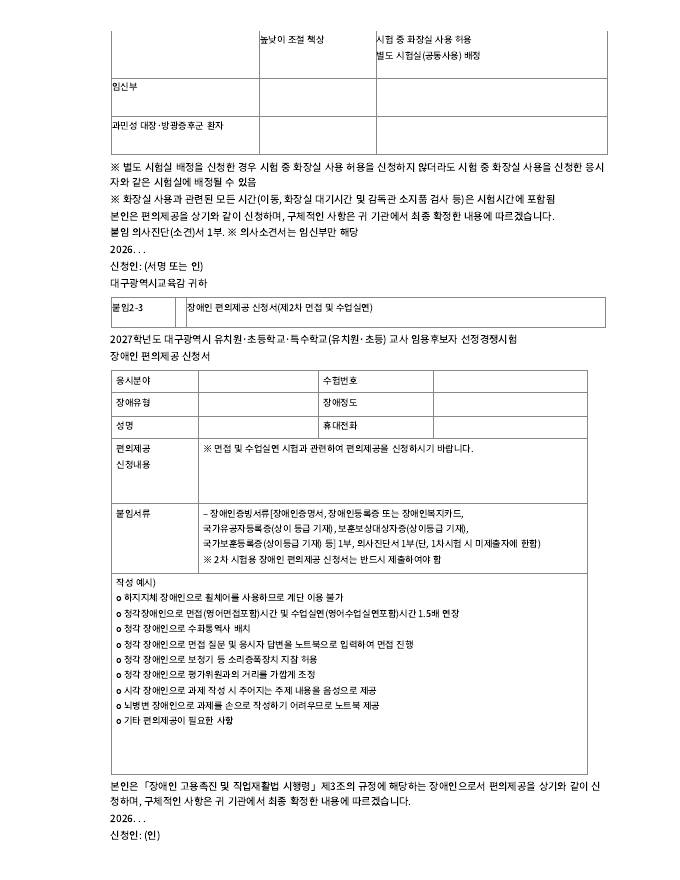 높낮이 조절 책상
시험 중 화장실 사용 허용
별도 시험실(공동사용) 배정
임신부
과민성 대장·방광증후군 환자
※ 별도 시험실 배정을 신청한 경우 시험 중 화장실 사용 허용을 신청하지 않더라도 시험 중 화장실 사용을 신청한 응시
자와 같은 시험실에 배정될 수 있음
※ 화장실 사용과 관련된 모든 시간(이동, 화장실 대기시간 및 감독관 소지품 검사 등)은 시험시간에 포함됨
본인은 편의제공을 상기와 같이 신청하며, 구체적인 사항은 귀 기관에서 최종 확정한 내용에 따르겠습니다.
붙임 의사진단(소견)서 1부. ※ 의사소견서는 임신부만 해당
2026. . .
신청인: (서명 또는 인)
대구광역시교육감 귀하
붙임2-3 장애인 편의제공 신청서(제2차 면접 및 수업실연)
2027학년도 대구광역시 유치원·초등학교·특수학교(유치원·초등) 교사 임용후보자 선정경쟁시험
장애인 편의제공 신청서
응시분야 수험번호
장애유형 장애정도
성명 휴대전화
편의제공
신청내용
※ 면접 및 수업실연 시험과 관련하여 편의제공을 신청하시기 바랍니다.
붙임서류
– 장애인증빙서류[장애인증명서, 장애인등록증 또는 장애인복지카드,
국가유공자등록증(상이 등급 기재), 보훈보상대상자증(상이등급 기재),
국가보훈등록증(상이등급 기재) 등] 1부, 의사진단서 1부(단, 1차시험 시 미제출자에 한함)
※ 2차 시험용 장애인 편의제공 신청서는 반드시 제출하여야 함
작성 예시)
o 하지지체 장애인으로 휠체어를 사용하므로 계단 이용 불가
o 청각장애인으로 면접(영어면접포함)시간 및 수업실연(영어수업실연포함)시간 1.5배 연장
o 청각 장애인으로 수화통역사 배치
o 청각 장애인으로 면접 질문 및 응시자 답변을 노트북으로 입력하여 면접 진행
o 청각 장애인으로 보청기 등 소리증폭장치 지참 허용
o 청각 장애인으로 평가위원과의 거리를 가깝게 조정
o 시각 장애인으로 과제 작성 시 주어지는 주제 내용을 음성으로 제공
o 뇌병변 장애인으로 과제를 손으로 작성하기 어려우므로 노트북 제공
o 기타 편의제공이 필요한 사항
본인은 「장애인 고용촉진 및 직업재활법 시행령」 제3조의 규정에 해당하는 장애인으로서 편의제공을 상기와 같이 신
청하며, 구체적인 사항은 귀 기관에서 최종 확정한 내용에 따르겠습니다.
2026. . .
신청인: (인)